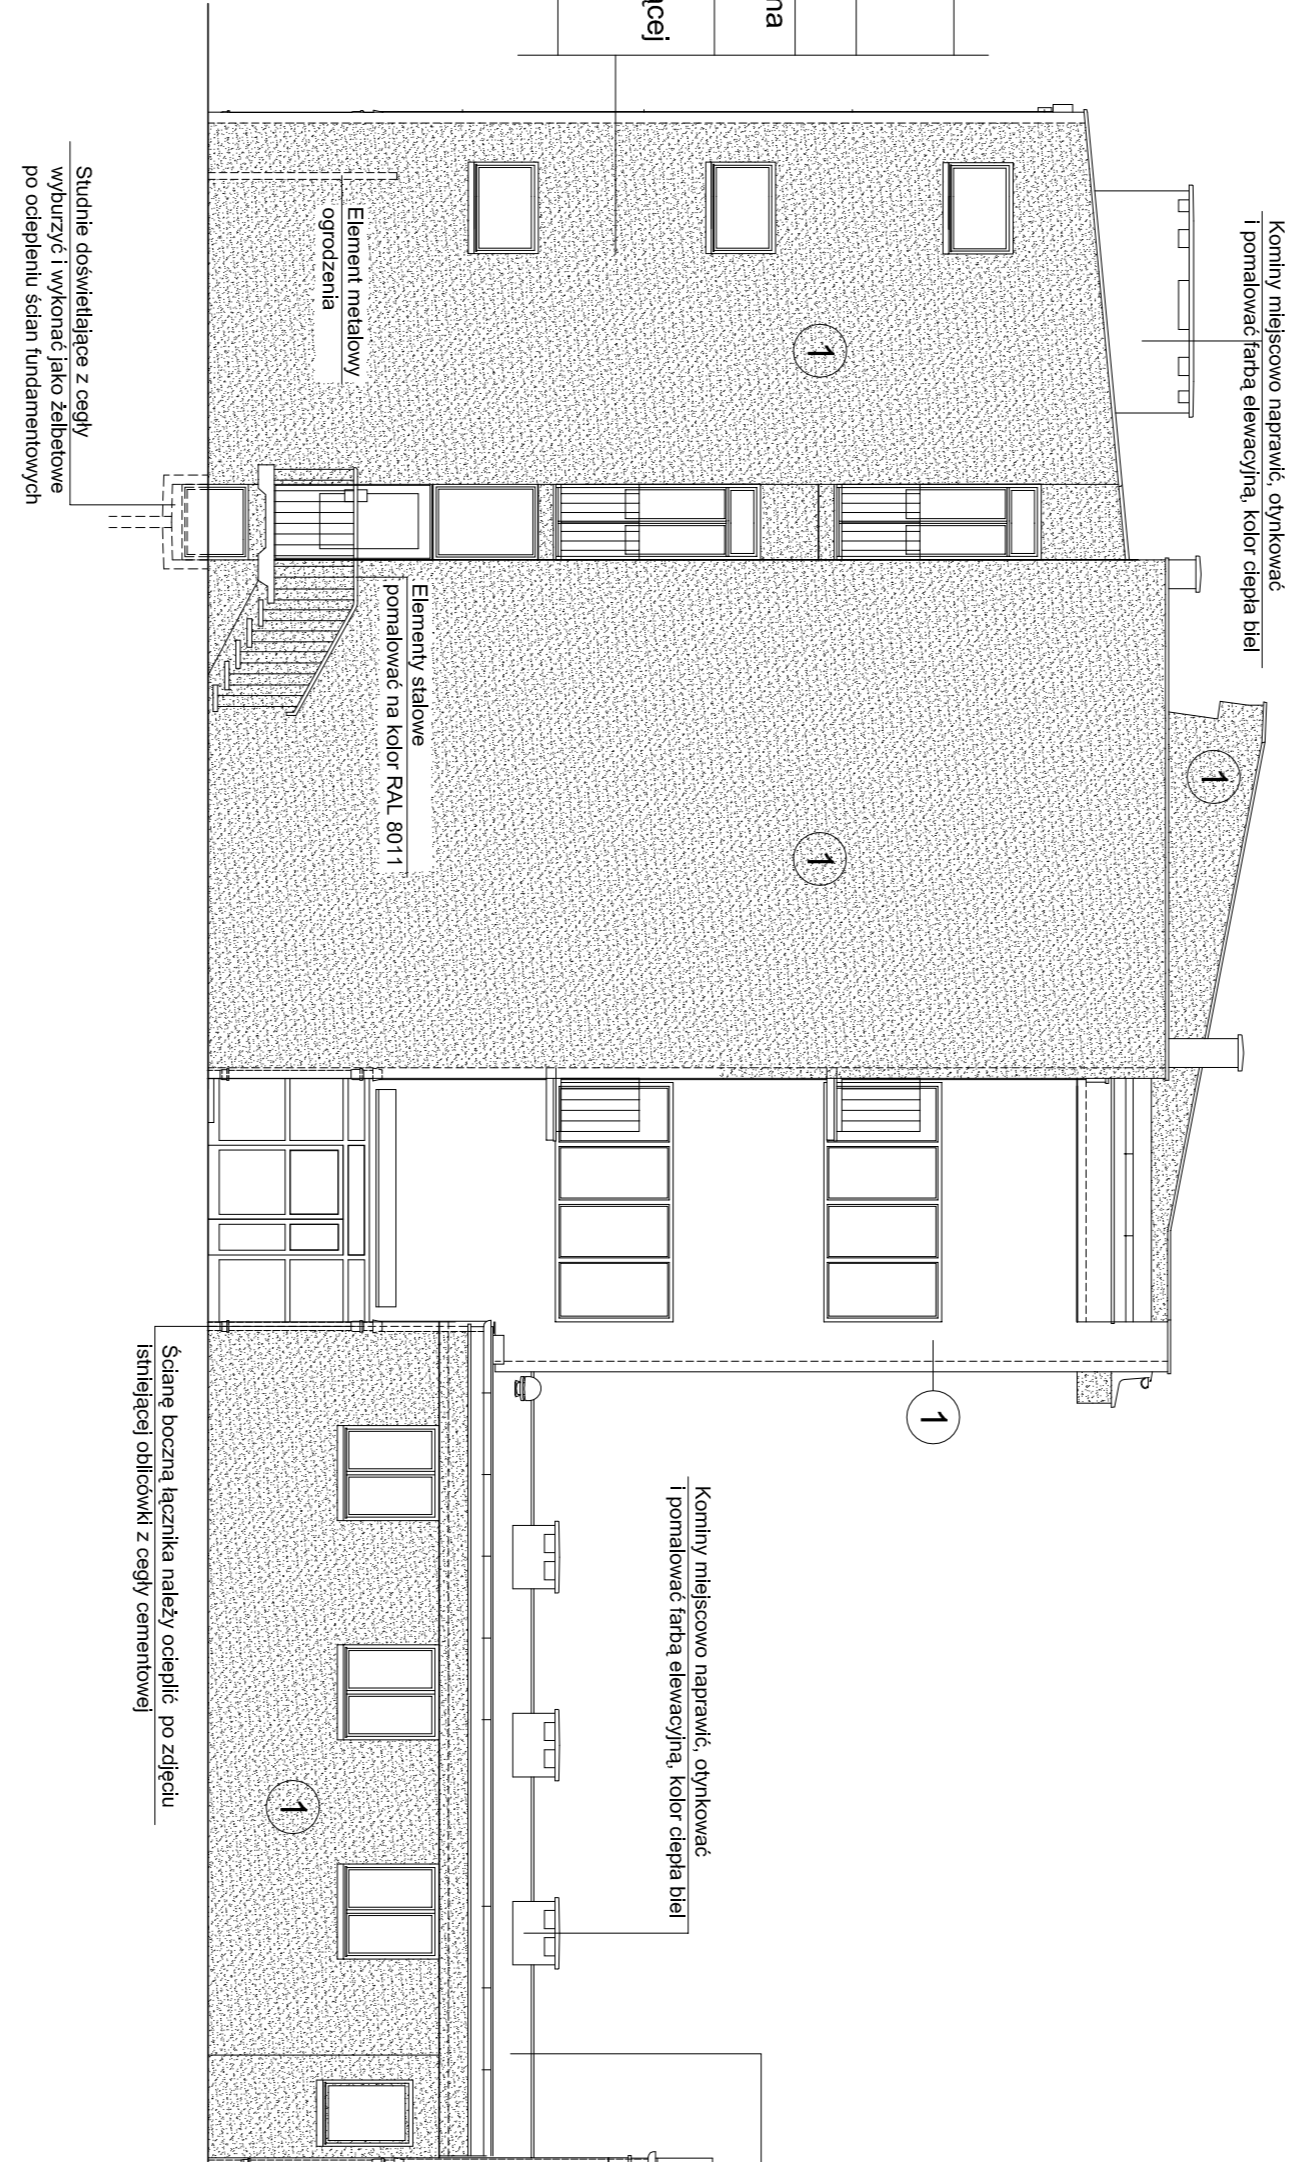 na
ącej
Kominy miejscowo naprawić, otynkować
i pomalować farbą elewacyjną, kolor ciepła biel
1
1
1
Element metalowy
ogrodzenia
Studnie doświetlające z cegły
wyburzyć i wykonać jako żelbetowe
po ociepleniu ścian fundamentowych
Elementy stalowe
pomalować na kolor RAL 8011
1
Kominy miejscowo naprawić, otynkować
i pomalować farbą elewacyjną, kolor ciepła biel
Ścianę boczną łącznika należy ocieplić po zdjęciu
istniejącej oblicówki z cegły cementowej
1